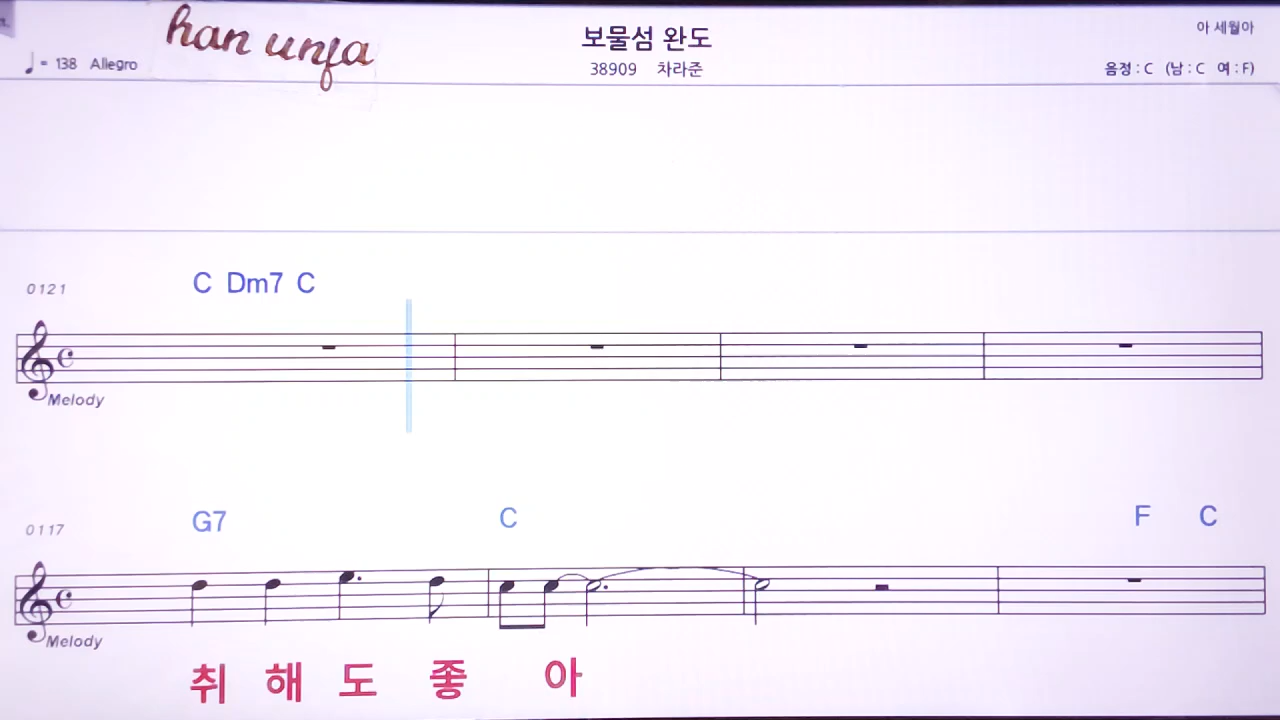 han unfa
보물섬 완도
아 세월아
= 138 Allegro
38909 차라준
음정 : C (남 : C 여 : F)
0121
C Dm7 C
Melody
0117
G7 C F C
Melody
취 해 도 좋 아